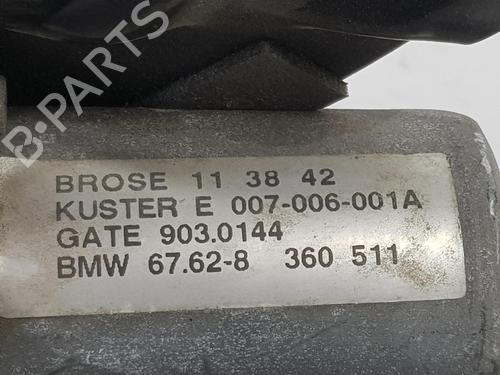 B-PARTS
BROSE 11 38 42
KUSTER E 007-006-001A
GATE 903.0144
BMW 67.62-8 360 511